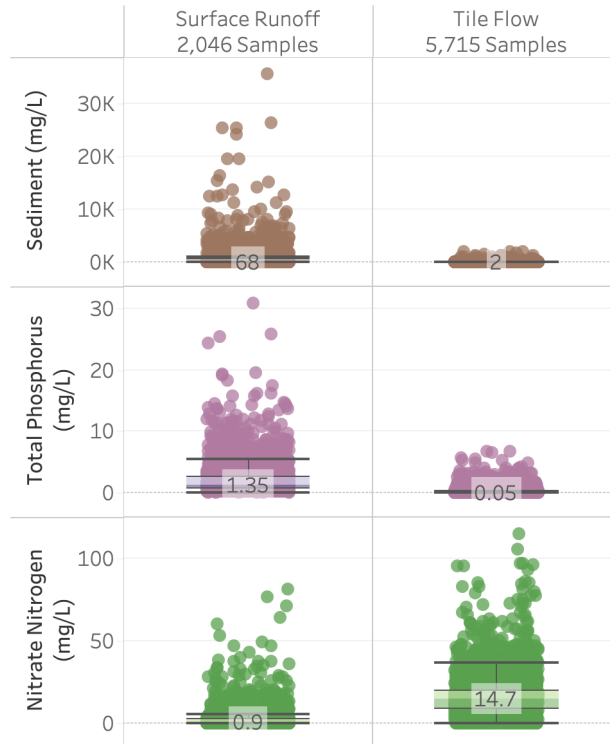 Surface Runoff
2,046 Samples
Tile Flow
5,715 Samples
Sediment (mg/L)
30K
20K
10K
0K
68
2
Total Phosphorus
(mg/L)
30
20
10
0
1.35
0.05
Nitrate Nitrogen
(mg/L)
100
50
0
0.9
14.7